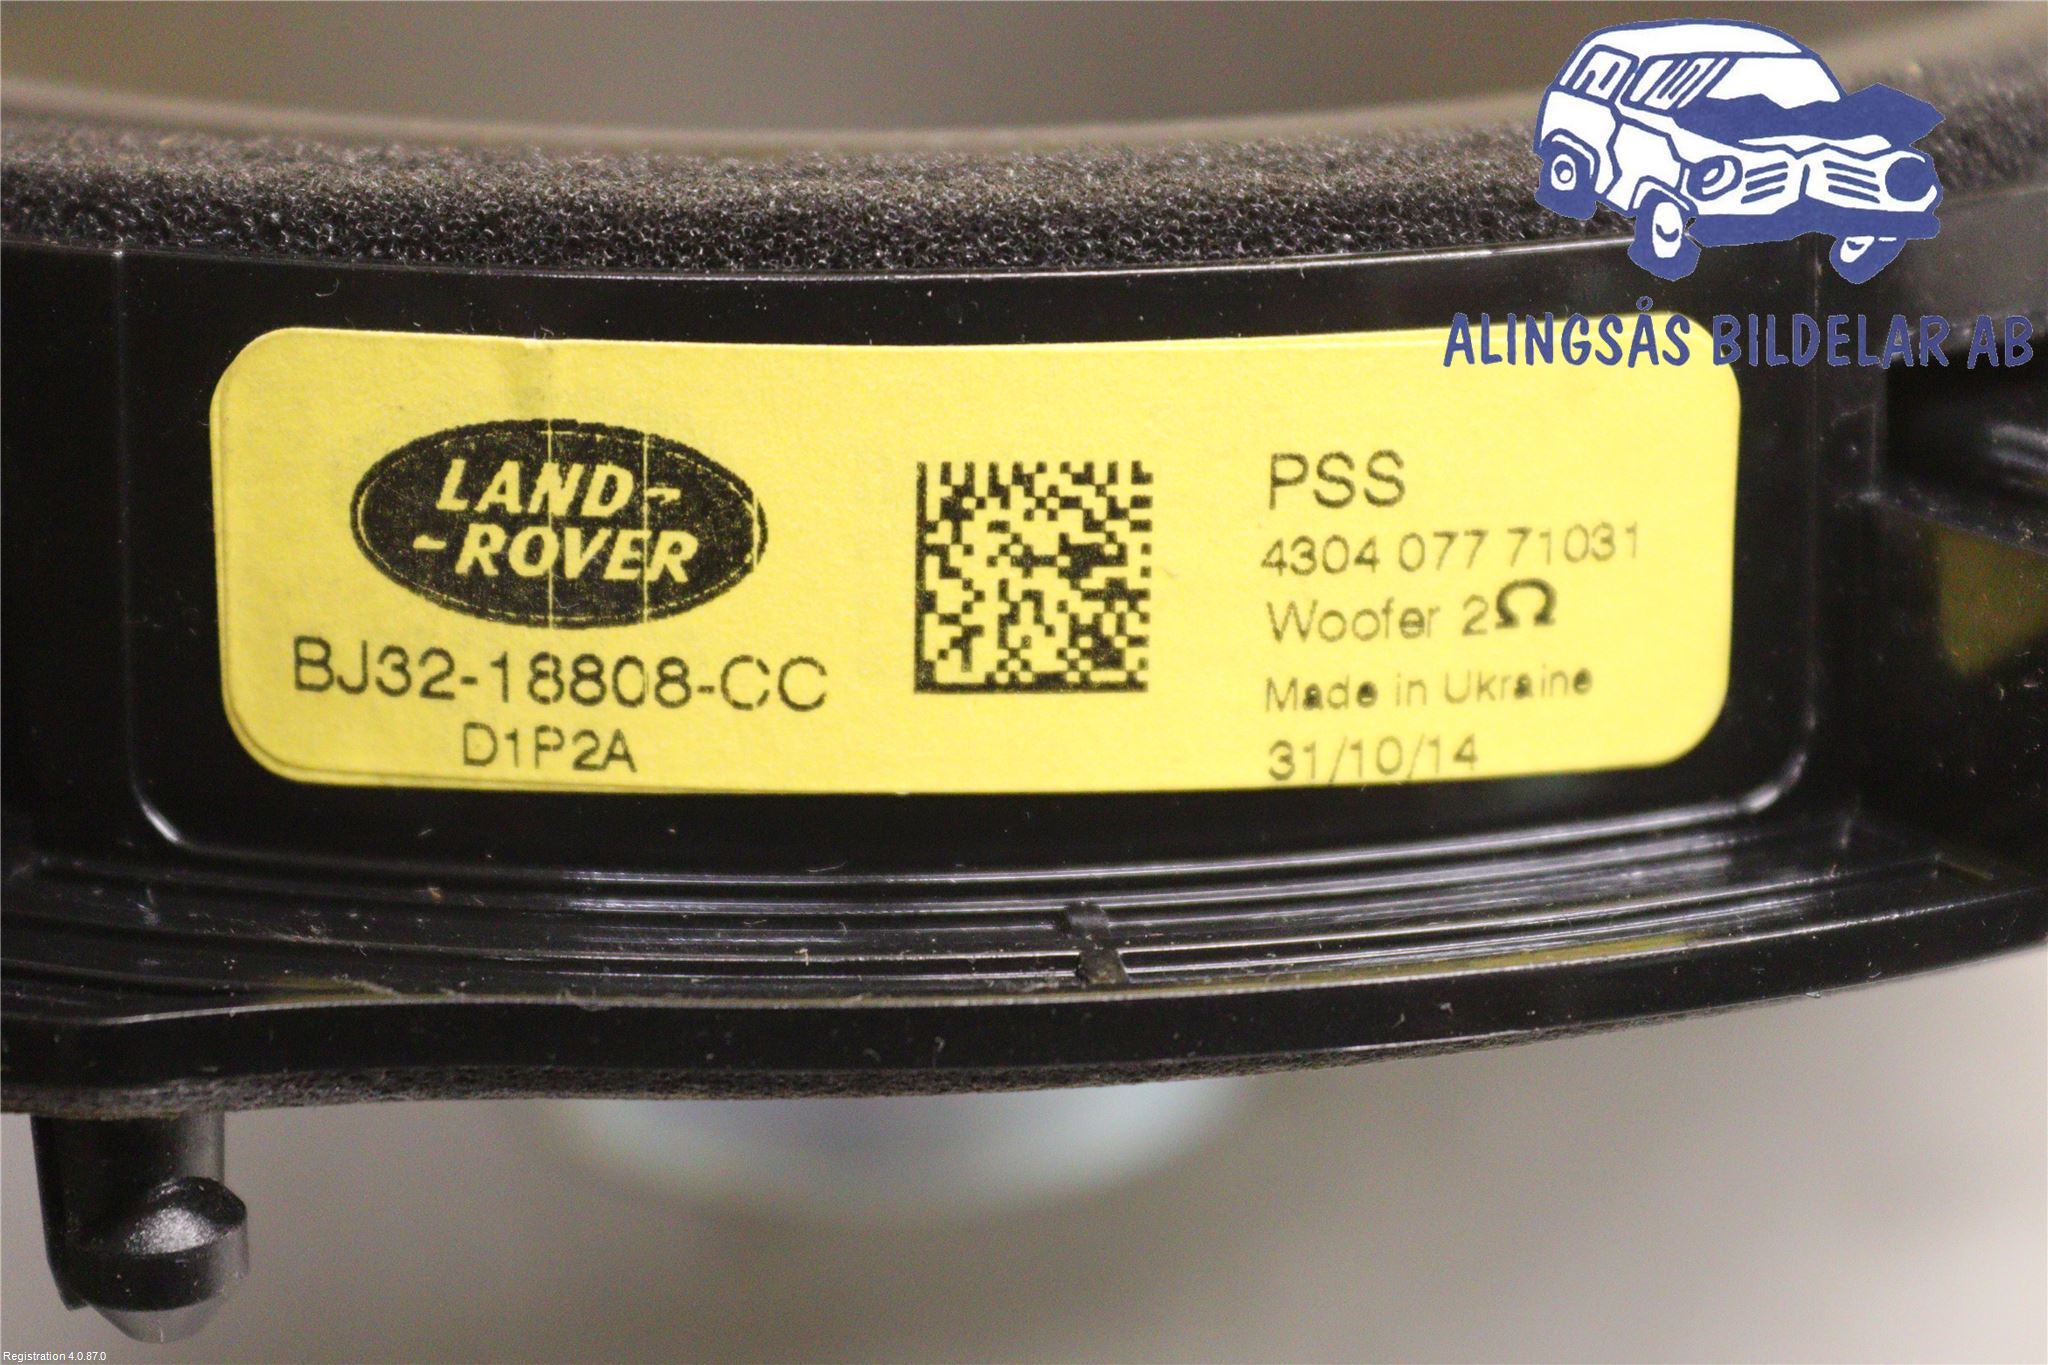 ALINGSÅS BILDELAR AB
LAND-
-ROVER
BJ32-18808-CC
D1P2A
PSS
4304 077 71031
Woofer 2Ω
Made in Ukraine
31/10/14
Registration 4.0.87.0